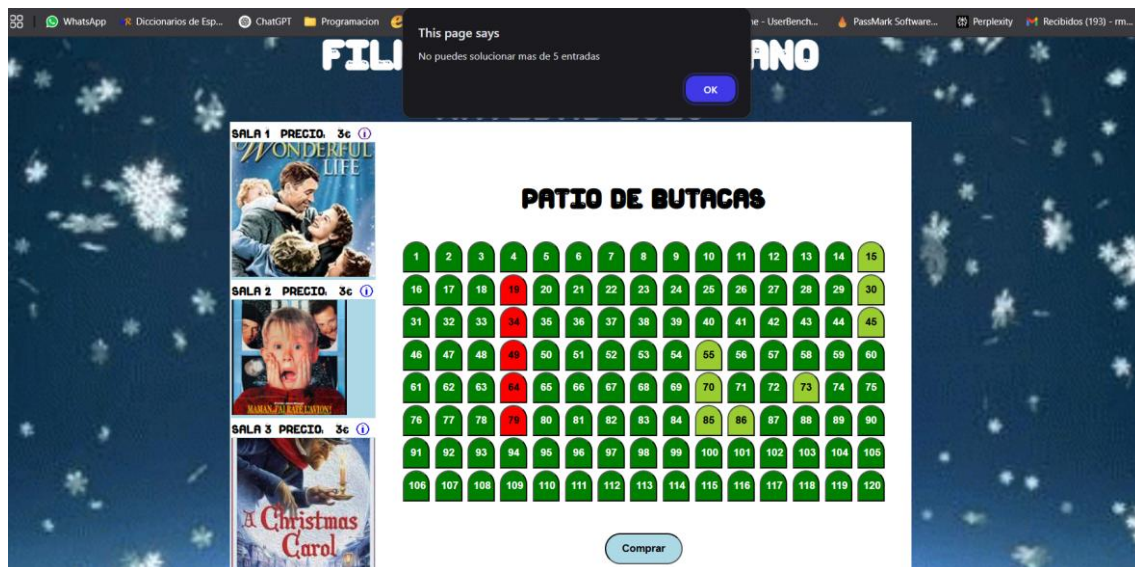 WhatsApp
Diccionarios de Esp...
ChatGPT
Programacion
ne - UserBench...
PassMark Software...
Perplexity
Recibidos (193) - rm...
This page says
No puedes solucionar mas de 5 entradas
OK
SALA 1 PRECIO: 3€
WONDERFUL
LIFE
SALA 2 PRECIO: 3€
MAMAN, J'AI RATÉ L'AVION!
SALA 3 PRECIO: 3€
A Christmas
Carol
PATIO DE BUTACAS
1 2 3 4 5 6 7 8 9 10 11 12 13 14 15
16 17 18 19 20 21 22 23 24 25 26 27 28 29 30
31 32 33 34 35 36 37 38 39 40 41 42 43 44 45
46 47 48 49 50 51 52 53 54 55 56 57 58 59 60
61 62 63 64 65 66 67 68 69 70 71 72 73 74 75
76 77 78 79 80 81 82 83 84 85 86 87 88 89 90
91 92 93 94 95 96 97 98 99 100 101 102 103 104 105
106 107 108 109 110 111 112 113 114 115 116 117 118 119 120
Comprar